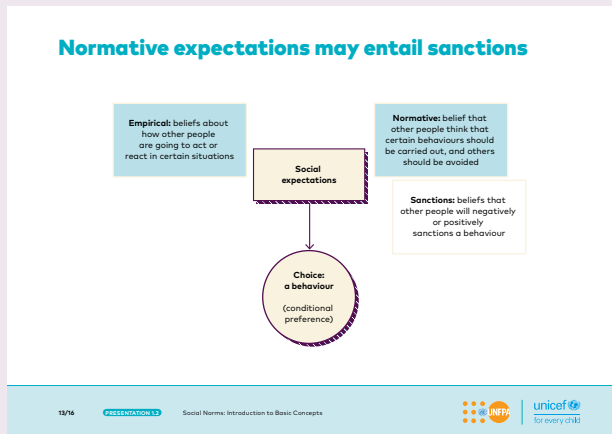 Normative expectations may entail sanctions
Empirical: beliefs about
how other people
are going to act or
react in certain situations
Normative: belief that
other people think that
certain behaviours should
be carried out, and others
should be avoided
Social
expectations
Sanctions: beliefs that
other people will negatively
or positively
sanctions a behaviour
Choice:
a behaviour
(conditional
preference)
13/16
PRESENTATION 1.2
Social Norms: Introduction to Basic Concepts
UNFPA
unicef
for every child